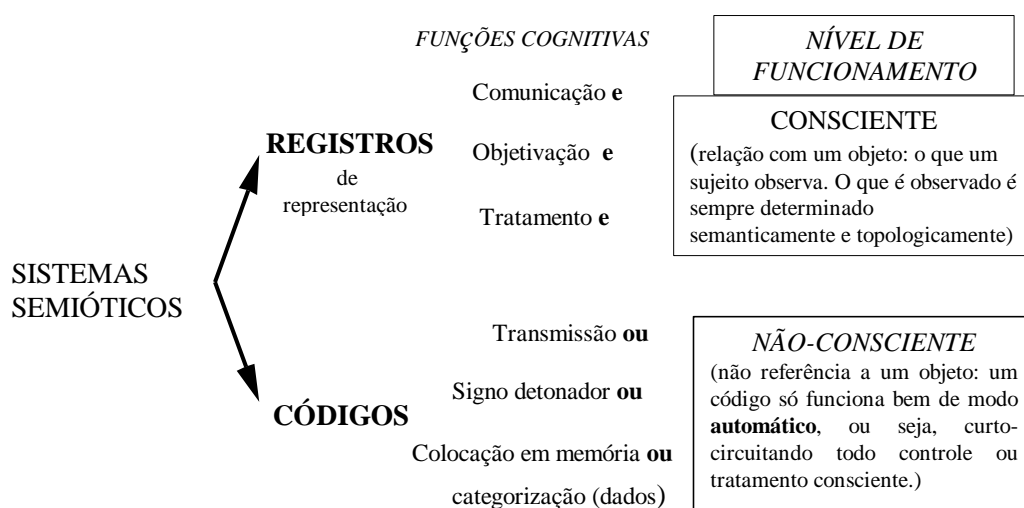 FUNÇÕES COGNITIVAS
NÍVEL DE
FUNCIONAMENTO
Comunicação e
REGISTROS
de
representação
Objetivação e
Tratamento e
CONSCIENTE
(relação com um objeto: o que um
sujeito observa. O que é observado é
sempre determinado
semanticamente e topologicamente)
SISTEMAS
SEMIÓTICOS
Transmissão ou
Signo detonador ou
CÓDIGOS
Colocação em memória ou
categorização (dados)
NÃO-CONSCIENTE
(não referência a um objeto: um
código só funciona bem de modo
automático, ou seja, curto-
circuitando todo controle ou
tratamento consciente.)